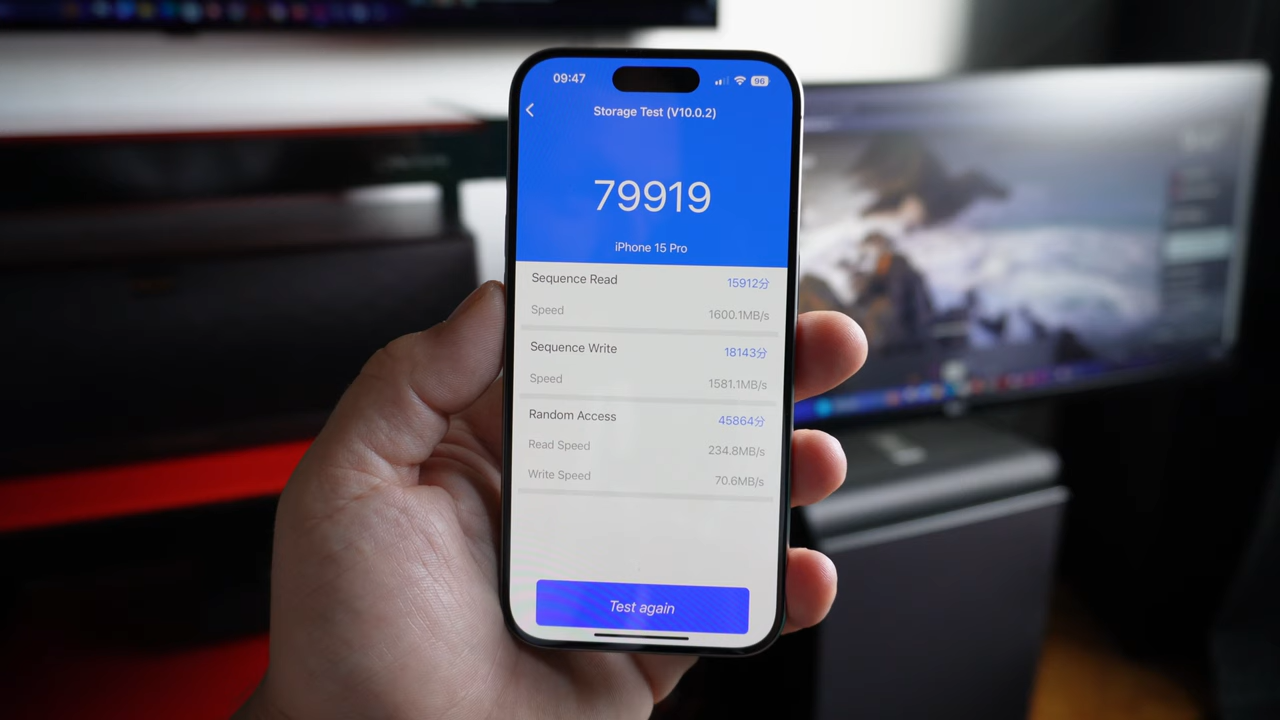 09:47
96
Storage Test (V10.0.2)
79919
iPhone 15 Pro
Sequence Read 15912分
Speed 1600.1MB/s
Sequence Write 18143分
Speed 1581.1MB/s
Random Access 45864分
Read Speed 234.8MB/s
Write Speed 70.6MB/s
Test again